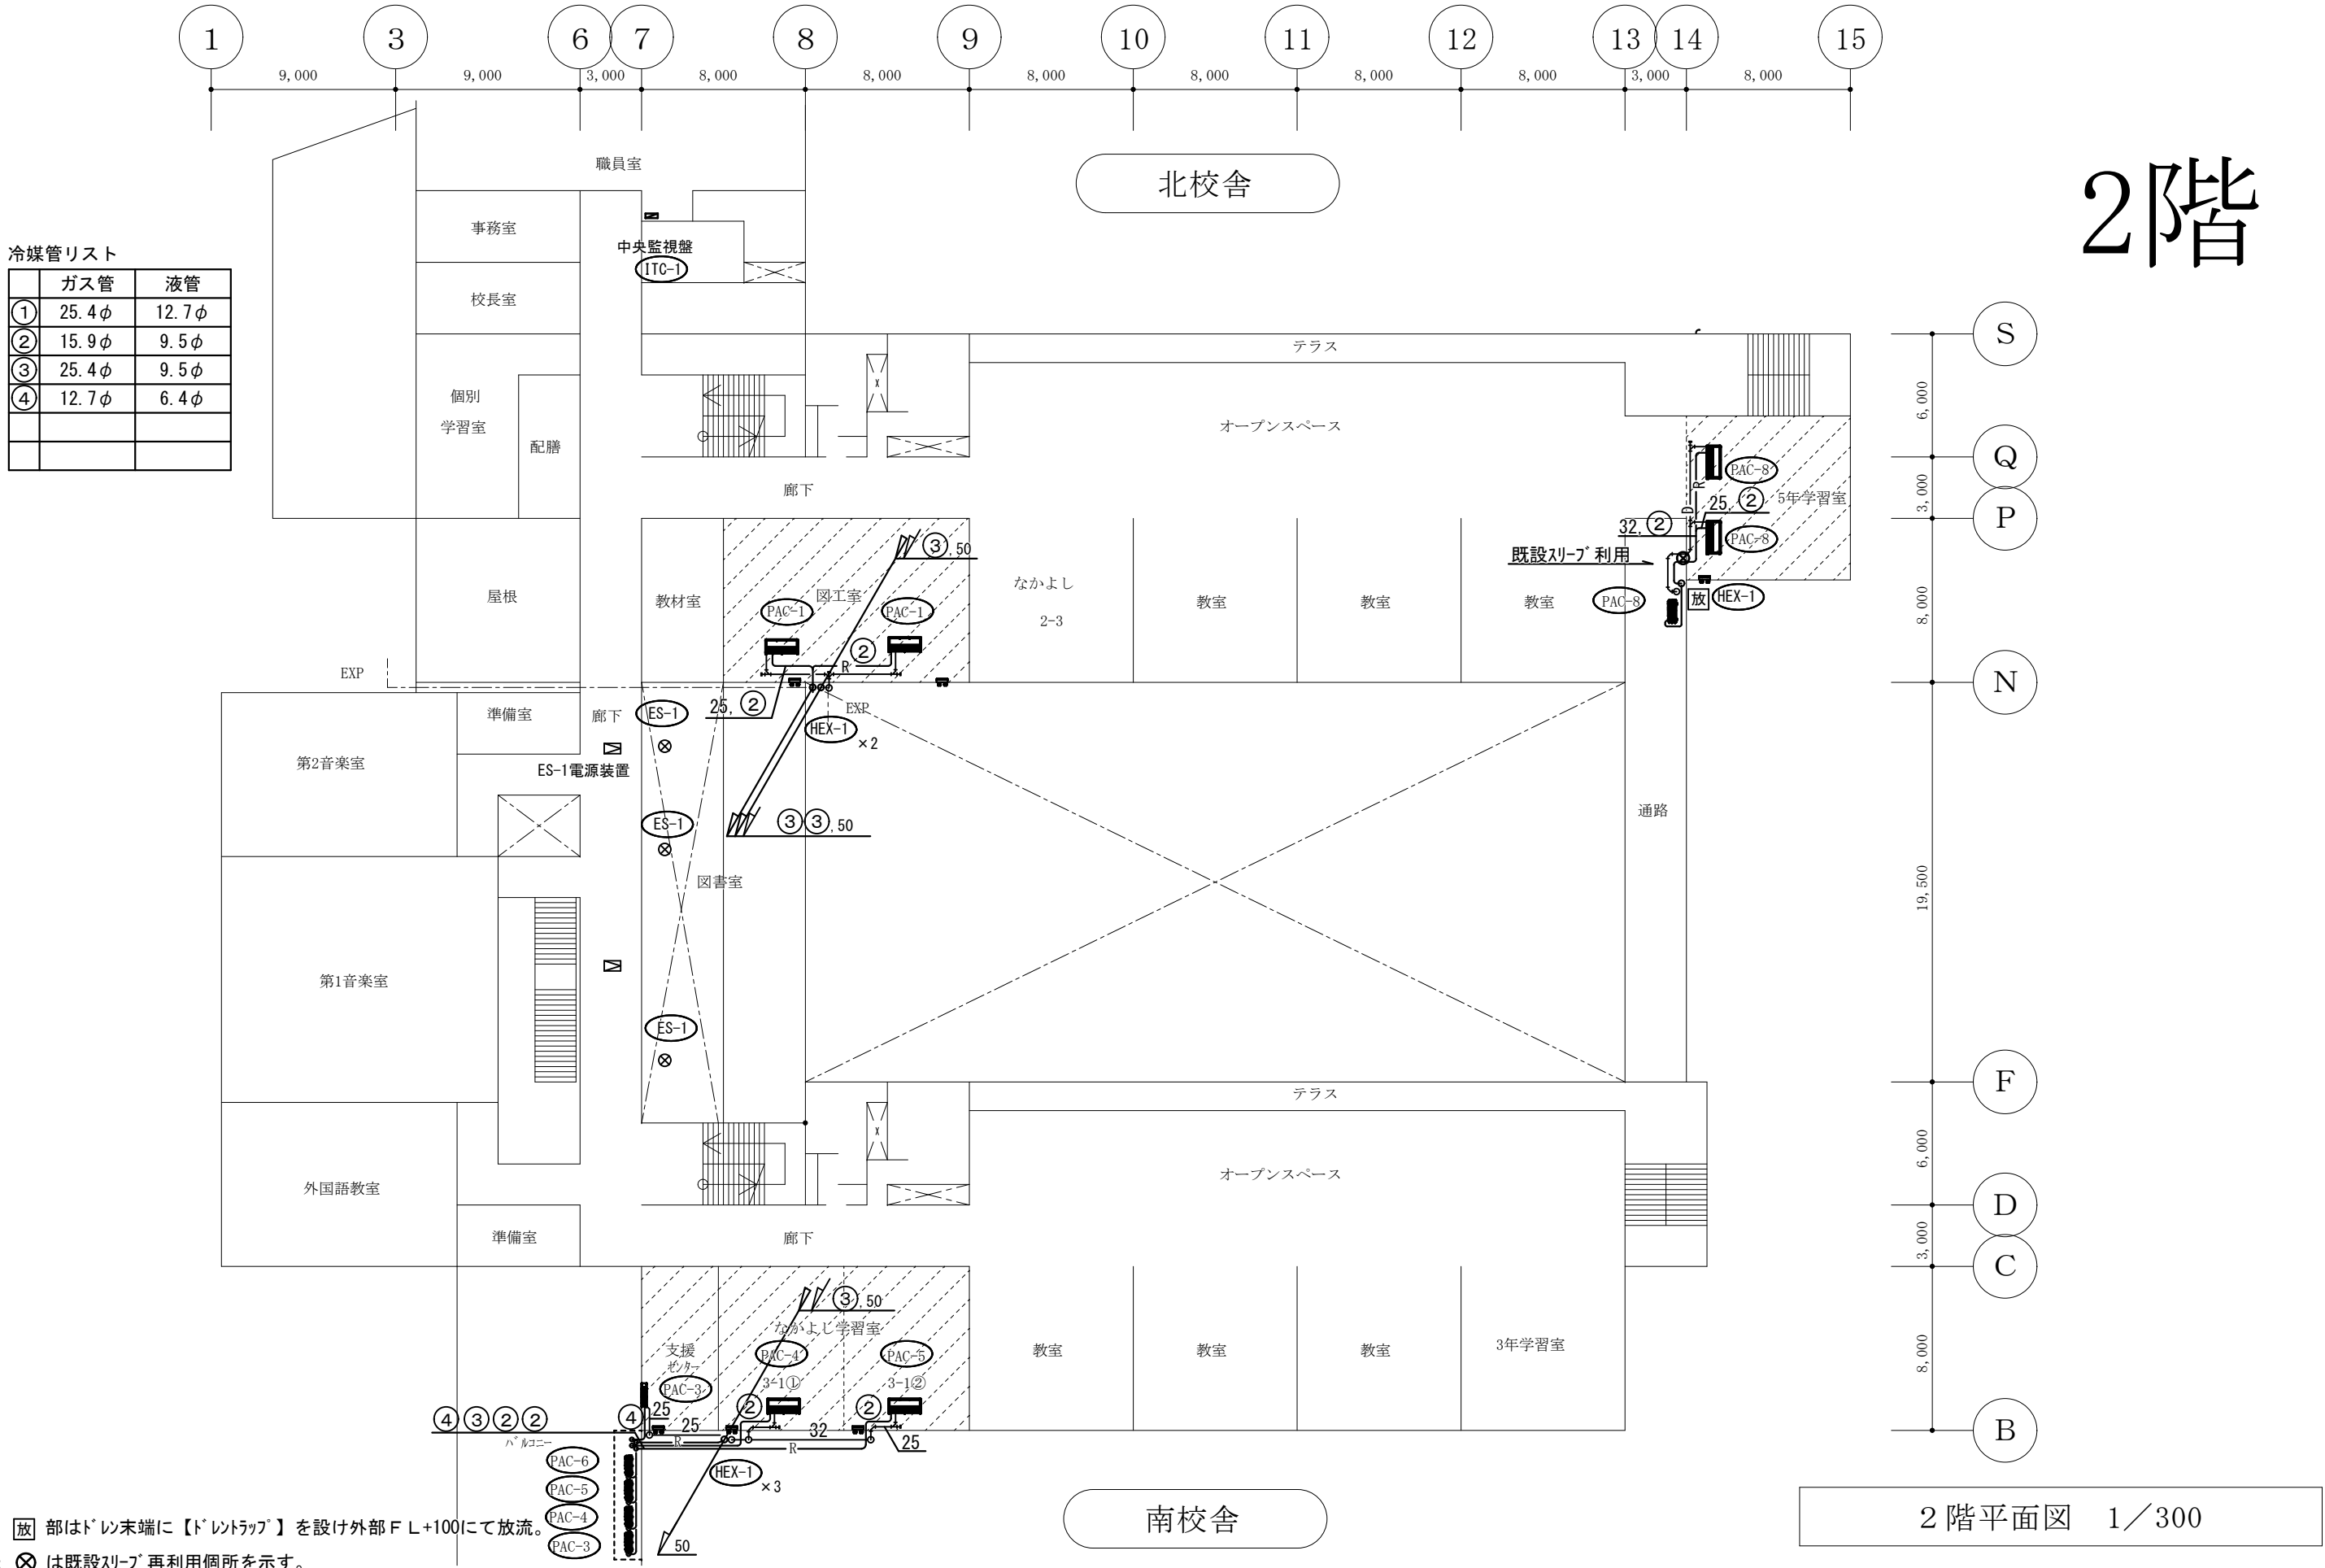 1 3 6 7 8 9 10 11 12 13 14 15
9,000 9,000 3,000 8,000 8,000 8,000 8,000 8,000 8,000 3,000 8,000
北校舎
2階
職員室
事務室
中央監視盤
ITC-1
校長室
冷媒管リスト
ガス管 液管
① 25.4φ 12.7φ
② 15.9φ 9.5φ
③ 25.4φ 9.5φ
④ 12.7φ 6.4φ
個別
学習室
配膳
テラス
オープンスペース
廊下
S
6,000
Q
3,000
P
8,000
N
19,500
F
6,000
D
3,000
C
8,000
B
PAC-8
R
5年学習室
25, ②
D
32, ②
PAC-8
既設スリーブ利用
PAC-8
放
HEX-1
屋根
教材室
図工室
③,50
PAC-1
PAC-1
②
R
なかよし
2-3
教室
教室
教室
EXP
25, ②
EXP
HEX-1
×2
準備室
廊下
ES-1
ES-1電源装置
第2音楽室
ES-1
③③,50
図書室
通路
第1音楽室
ES-1
テラス
オープンスペース
外国語教室
準備室
廊下
③,50
なかよし学習室
支援
センター
PAC-3
PAC-4
3-1①
PAC-5
3-1②
教室
教室
教室
3年学習室
④③②②
④
25
25
②
②
32
25
R
R
バルコニー
PAC-6
PAC-5
PAC-4
PAC-3
HEX-1
×3
50
南校舎
2階平面図 1/300
放 部はドレン末端に【ドレントラップ】を設け外部FL+100にて放流。
⊗ は既設スリーブ再利用個所を示す。